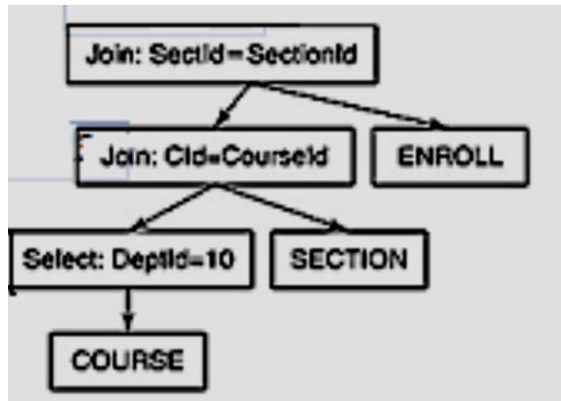 Join: SectId=SectionId
Join: CId=CourseId
ENROLL
Select: DeptId=10
SECTION
COURSE